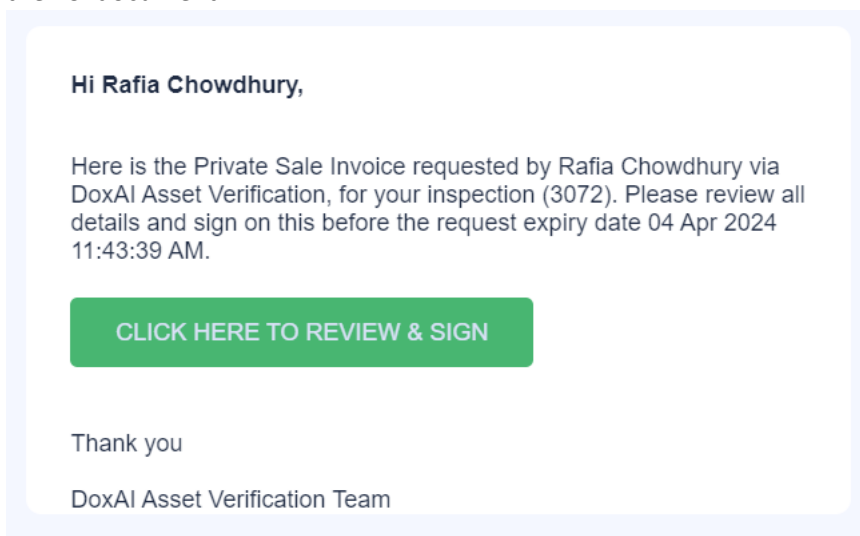 Hi Rafia Chowdhury,
Here is the Private Sale Invoice requested by Rafia Chowdhury via
DoxAI Asset Verification, for your inspection (3072). Please review all
details and sign on this before the request expiry date 04 Apr 2024
11:43:39 AM.
CLICK HERE TO REVIEW & SIGN
Thank you
DoxAI Asset Verification Team